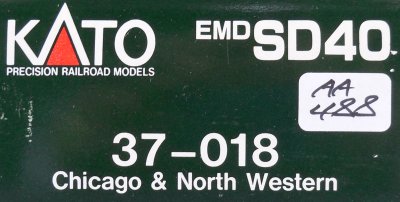 KATO
PRECISION RAILROAD MODELS
EMD SD40
AA
488
37-018
Chicago & North Western